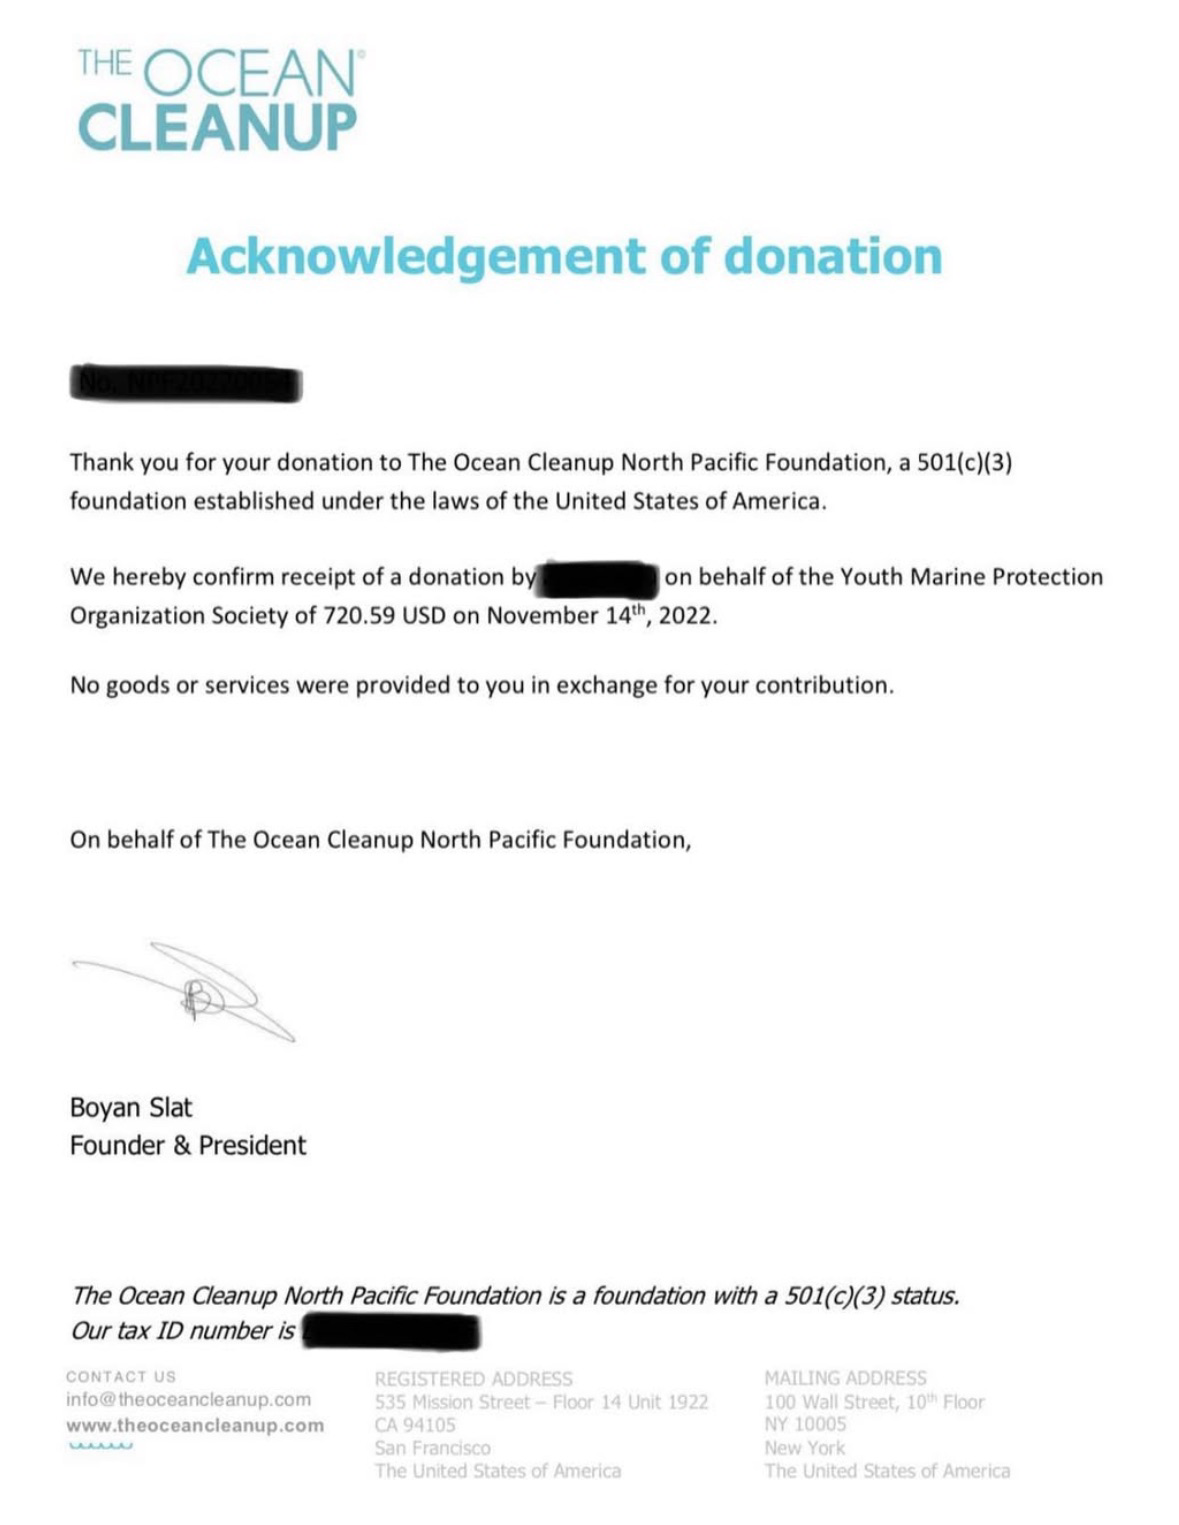 THE OCEAN®
CLEANUP
Acknowledgement of donation
Thank you for your donation to The Ocean Cleanup North Pacific Foundation, a 501(c)(3)
foundation established under the laws of the United States of America.
We hereby confirm receipt of a donation by on behalf of the Youth Marine Protection
Organization Society of 720.59 USD on November 14th, 2022.
No goods or services were provided to you in exchange for your contribution.
On behalf of The Ocean Cleanup North Pacific Foundation,
Boyan Slat
Founder & President
The Ocean Cleanup North Pacific Foundation is a foundation with a 501(c)(3) status.
Our tax ID number is
CONTACT US
info@theoceancleanup.com
www.theoceancleanup.com
REGISTERED ADDRESS
535 Mission Street – Floor 14 Unit 1922
CA 94105
San Francisco
The United States of America
MAILING ADDRESS
100 Wall Street, 10th Floor
NY 10005
New York
The United States of America